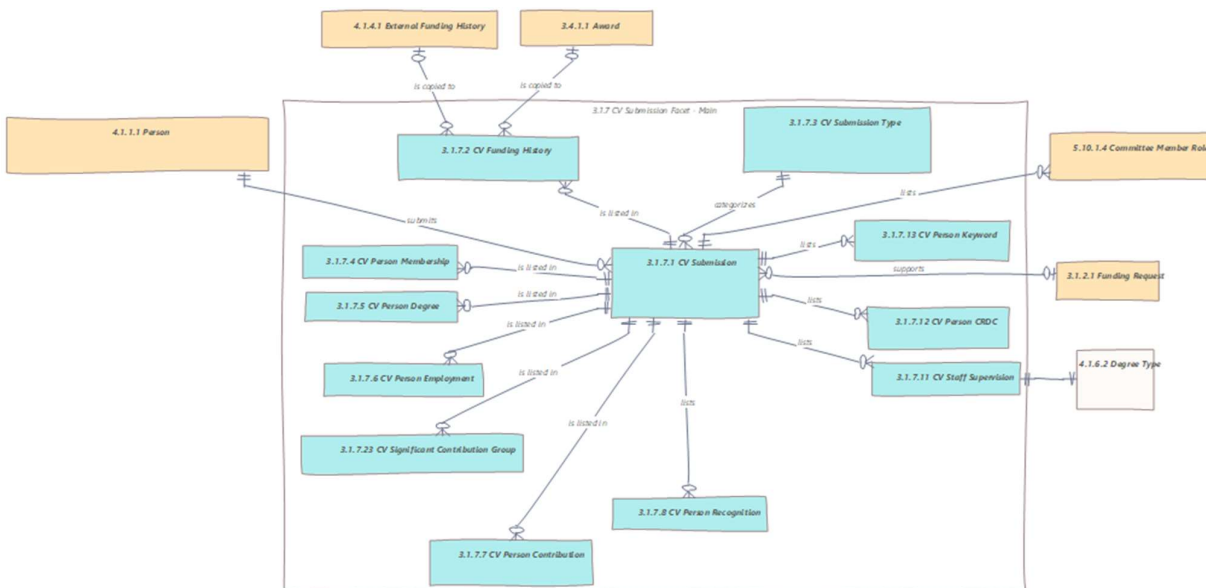 4.1.4.1 External Funding History
3.4.1.1 Award
is copied to
is copied to
3.1.7 CV Submission Facet - Main
4.1.1.1 Person
3.1.7.2 CV Funding History
3.1.7.3 CV Submission Type
5.10.1.4 Committee Member Role
is listed in
categorizes
lists
submits
3.1.7.13 CV Person Keyword
lists
3.1.7.4 CV Person Membership
is listed in
3.1.7.1 CV Submission
supports
3.1.2.1 Funding Request
3.1.7.5 CV Person Degree
is listed in
lists
3.1.7.12 CV Person CRDC
is listed in
lists
3.1.7.6 CV Person Employment
is listed in
3.1.7.11 CV Staff Supervision
4.1.6.2 Degree Type
lists
is listed in
3.1.7.23 CV Significant Contribution Group
3.1.7.8 CV Person Recognition
3.1.7.7 CV Person Contribution